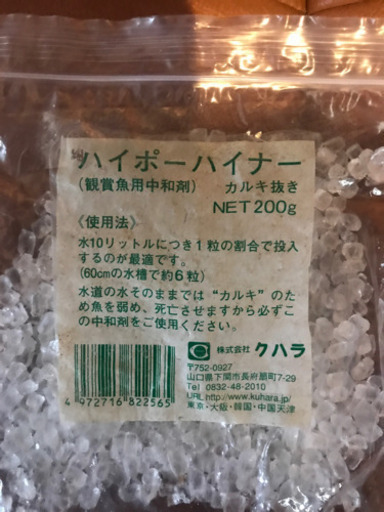 ハイポーハイナー
（観賞魚用中和剤） カルキ抜き
NET200g
《使用法》
水10リットルにつき1粒の割合で投入
するのが最適です。
(60cmの水槽で約6粒)
水道の水そのままでは“カルキ”のた
め魚を弱め、死亡させますから必ずこ
の中和剤をご使用ください。
株式会社 クハラ
〒752-0927
山口県下関市長府扇町7-29
Tel 0832-48-2010
URL http://www.kuhara.jp/
東京・大阪・韓国・中国天津
4 972716 822565